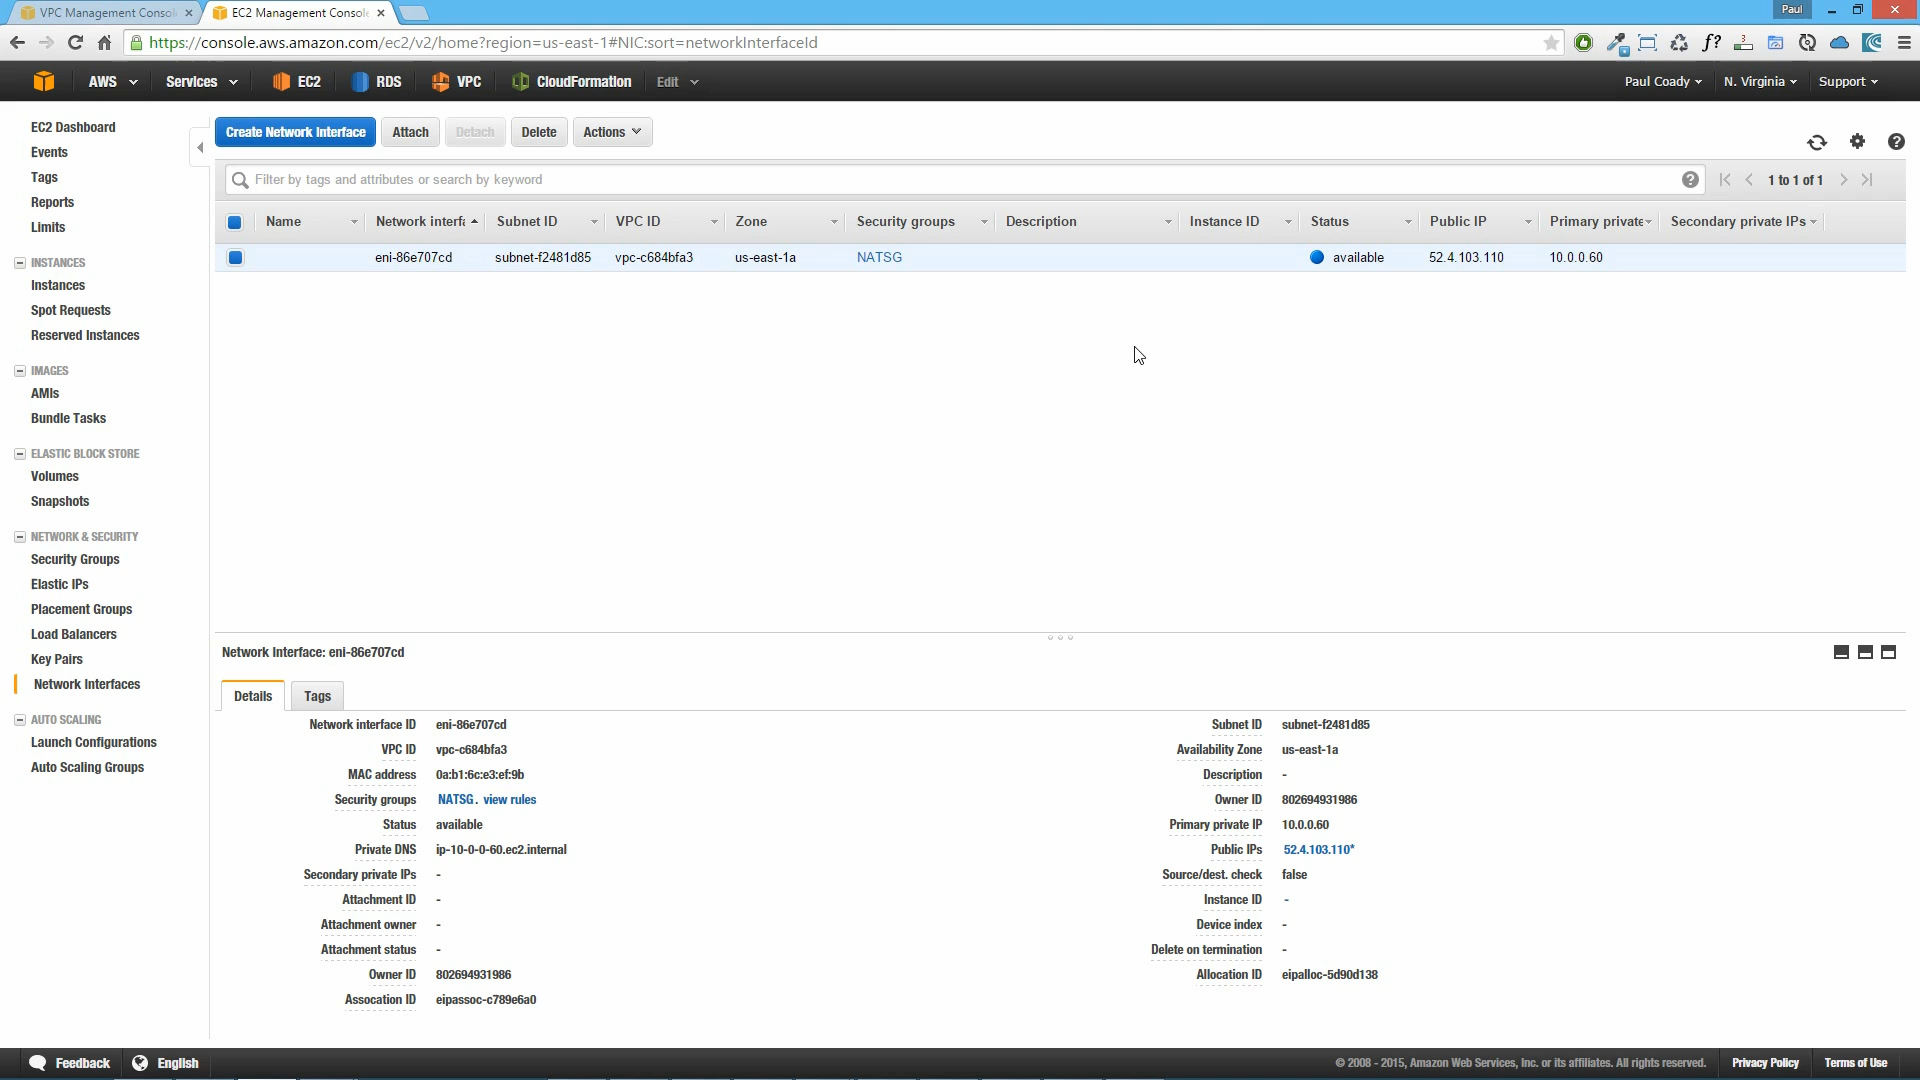 VPC Management Consol
EC2 Management Consol
Paul
https://console.aws.amazon.com/ec2/v2/home?region=us-east-1#NIC:sort=networkInterfaceId
AWS Services EC2 RDS VPC CloudFormation Edit
Paul Coady N. Virginia Support
EC2 Dashboard
Events
Tags
Reports
Limits
INSTANCES
Instances
Spot Requests
Reserved Instances
IMAGES
AMIs
Bundle Tasks
ELASTIC BLOCK STORE
Volumes
Snapshots
NETWORK & SECURITY
Security Groups
Elastic IPs
Placement Groups
Load Balancers
Key Pairs
Network Interfaces
AUTO SCALING
Launch Configurations
Auto Scaling Groups
Create Network Interface Attach Detach Delete Actions
Filter by tags and attributes or search by keyword
1 to 1 of 1
Name Network interfa Subnet ID VPC ID Zone Security groups Description Instance ID Status Public IP Primary private Secondary private IPs
eni-86e707cd subnet-f2481d85 vpc-c684bfa3 us-east-1a NATSG available 52.4.103.110 10.0.0.60
Network Interface: eni-86e707cd
Details Tags
Network interface ID eni-86e707cd
VPC ID vpc-c684bfa3
MAC address 0a:b1:6c:e3:ef:9b
Security groups NATSG. view rules
Status available
Private DNS ip-10-0-0-60.ec2.internal
Secondary private IPs -
Attachment ID -
Attachment owner -
Attachment status -
Owner ID 802694931986
Assocation ID eipassoc-c789e6a0
Subnet ID subnet-f2481d85
Availability Zone us-east-1a
Description -
Owner ID 802694931986
Primary private IP 10.0.0.60
Public IPs 52.4.103.110*
Source/dest. check false
Instance ID -
Device index -
Delete on termination -
Allocation ID eipalloc-5d90d138
Feedback English
© 2008 - 2015, Amazon Web Services, Inc. or its affiliates. All rights reserved. Privacy Policy Terms of Use